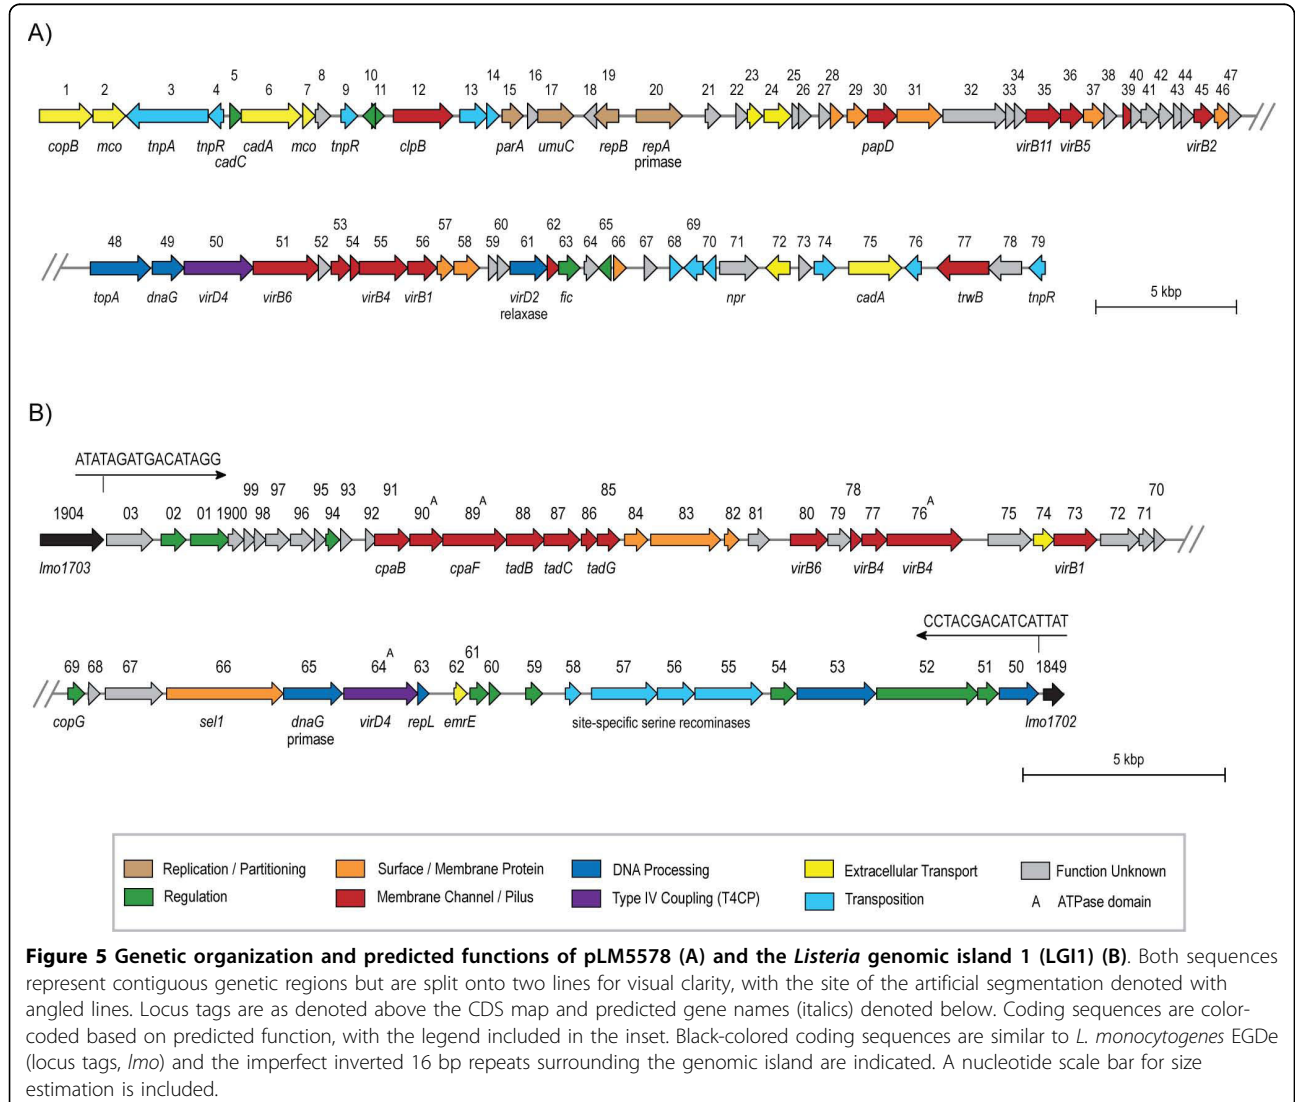 A)
5 8 10 14 16 19 23 25 28 34 36 38 40 42 44 47
1 2 3 4 6 7 9 11 12 13 15 17 18 20 21 22 24 26 27 29 30 31 32 33 35 37 39 41 43 45 46
copB mco tnpA tnpR cadA mco tnpR clpB parA umuC repB repA papD virB11 virB5 virB2
cadC primase
53 57 60 62 65 69
48 49 50 51 52 54 55 56 58 59 61 63 64 66 67 68 70 71 72 73 74 75 76 77 78 79
topA dnaG virD4 virB6 virB4 virB1 virD2 fic npr cadA trwB tnpR
relaxase
5 kbp
B)
ATATAGATGACATAGG
99 97 95 93 91 A A 85 78 A 70
1904 03 02 01 1900 98 96 94 92 90 89 88 87 86 84 83 82 81 80 79 77 76 75 74 73 72 71
lmo1703 cpaB cpaF tadB tadC tadG virB6 virB4 virB4 virB1
CCTACGACATCATTAT
69 68 67 66 65 64 A 63 62 61 60 59 58 57 56 55 54 53 52 51 50 1849
copG sel1 dnaG virD4 repL emrE site-specific serine recominases lmo1702
primase
5 kbp
Replication / Partitioning Surface / Membrane Protein DNA Processing Extracellular Transport Function Unknown
Regulation Membrane Channel / Pilus Type IV Coupling (T4CP) Transposition A ATPase domain
Figure 5 Genetic organization and predicted functions of pLM5578 (A) and the Listeria genomic island 1 (LGI1) (B). Both sequences
represent contiguous genetic regions but are split onto two lines for visual clarity, with the site of the artificial segmentation denoted with
angled lines. Locus tags are as denoted above the CDS map and predicted gene names (italics) denoted below. Coding sequences are color-
coded based on predicted function, with the legend included in the inset. Black-colored coding sequences are similar to L. monocytogenes EGDe
(locus tags, lmo) and the imperfect inverted 16 bp repeats surrounding the genomic island are indicated. A nucleotide scale bar for size
estimation is included.